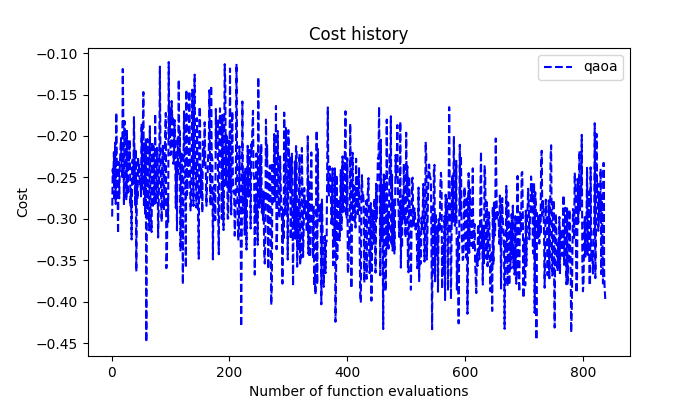 Cost history
qaoa
−0.10
−0.15
−0.20
−0.25
−0.30
−0.35
−0.40
−0.45
Cost
0 200 400 600 800
Number of function evaluations